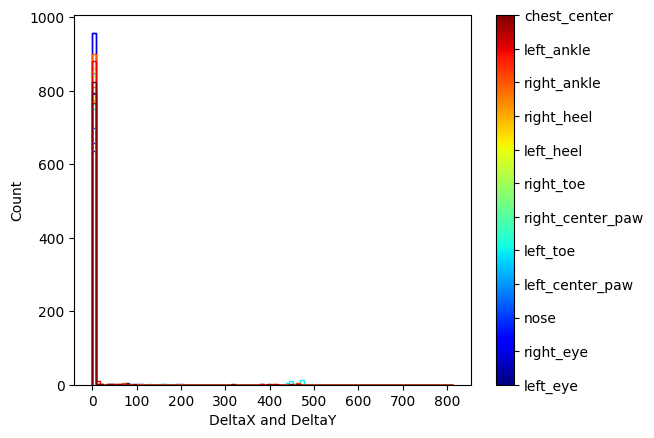 1000
800
600
400
200
0
Count
0 100 200 300 400 500 600 700 800
DeltaX and DeltaY
chest_center
left_ankle
right_ankle
right_heel
left_heel
right_toe
right_center_paw
left_toe
left_center_paw
nose
right_eye
left_eye